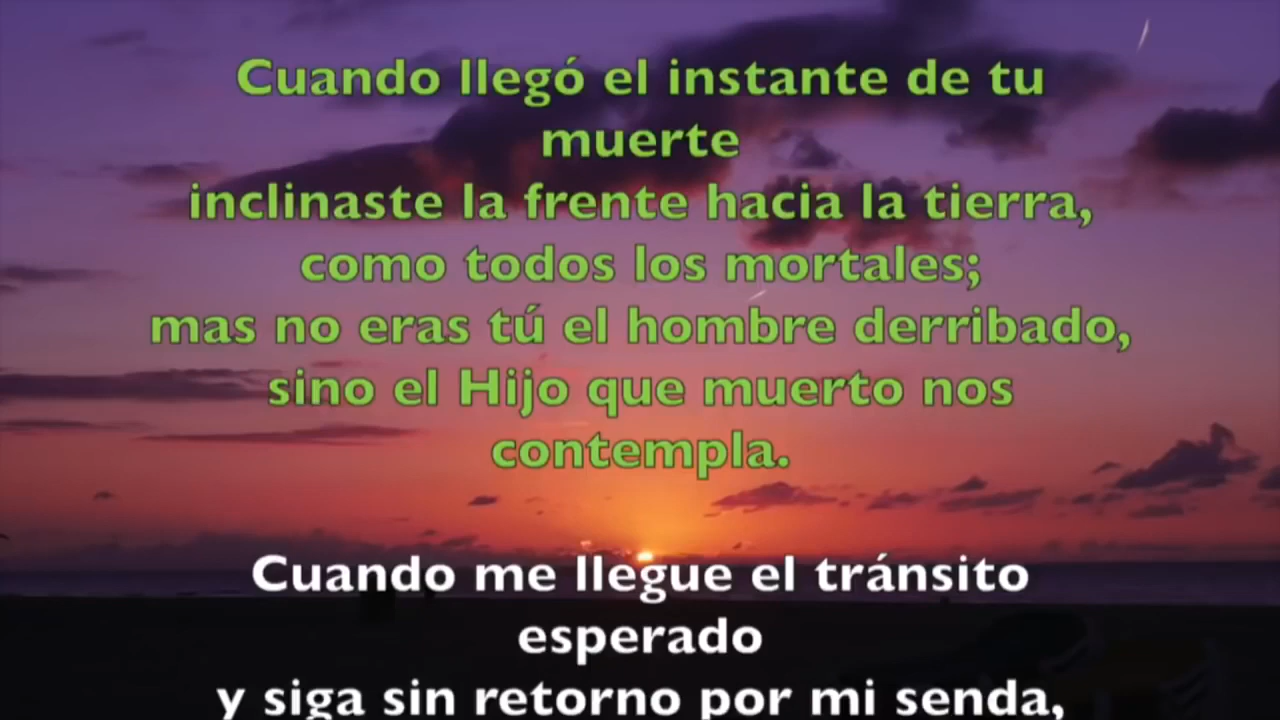 Cuando llegó el instante de tu
muerte
inclinaste la frente hacia la tierra,
como todos los mortales;
mas no eras tú el hombre derribado,
sino el Hijo que muerto nos
contempla.
Cuando me llegue el tránsito
esperado
y siga sin retorno por mi senda,